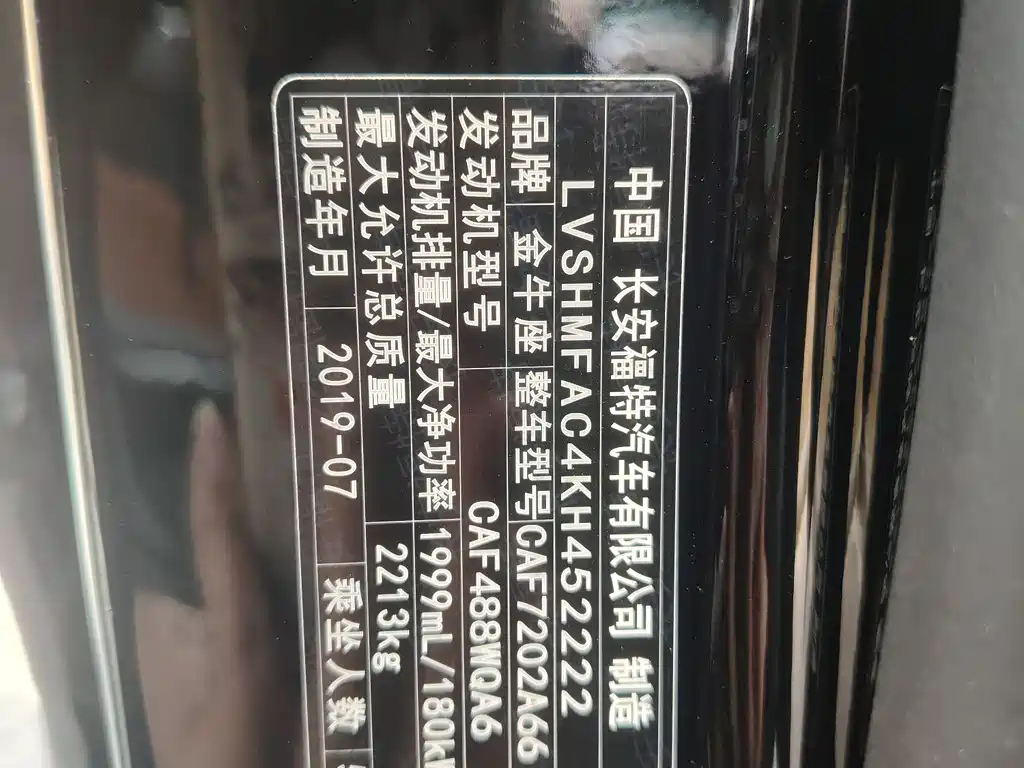 中国 长安福特汽车有限公司 制造
LVSHMFAC4KH452222
品牌 金牛座 整车型号 CAF7202A66
发动机型号 CAF488WQA6
发动机排量/最大净功率 1999mL/180k
最大允许总质量 2213kg
制造年月 2019-07 乘坐人数